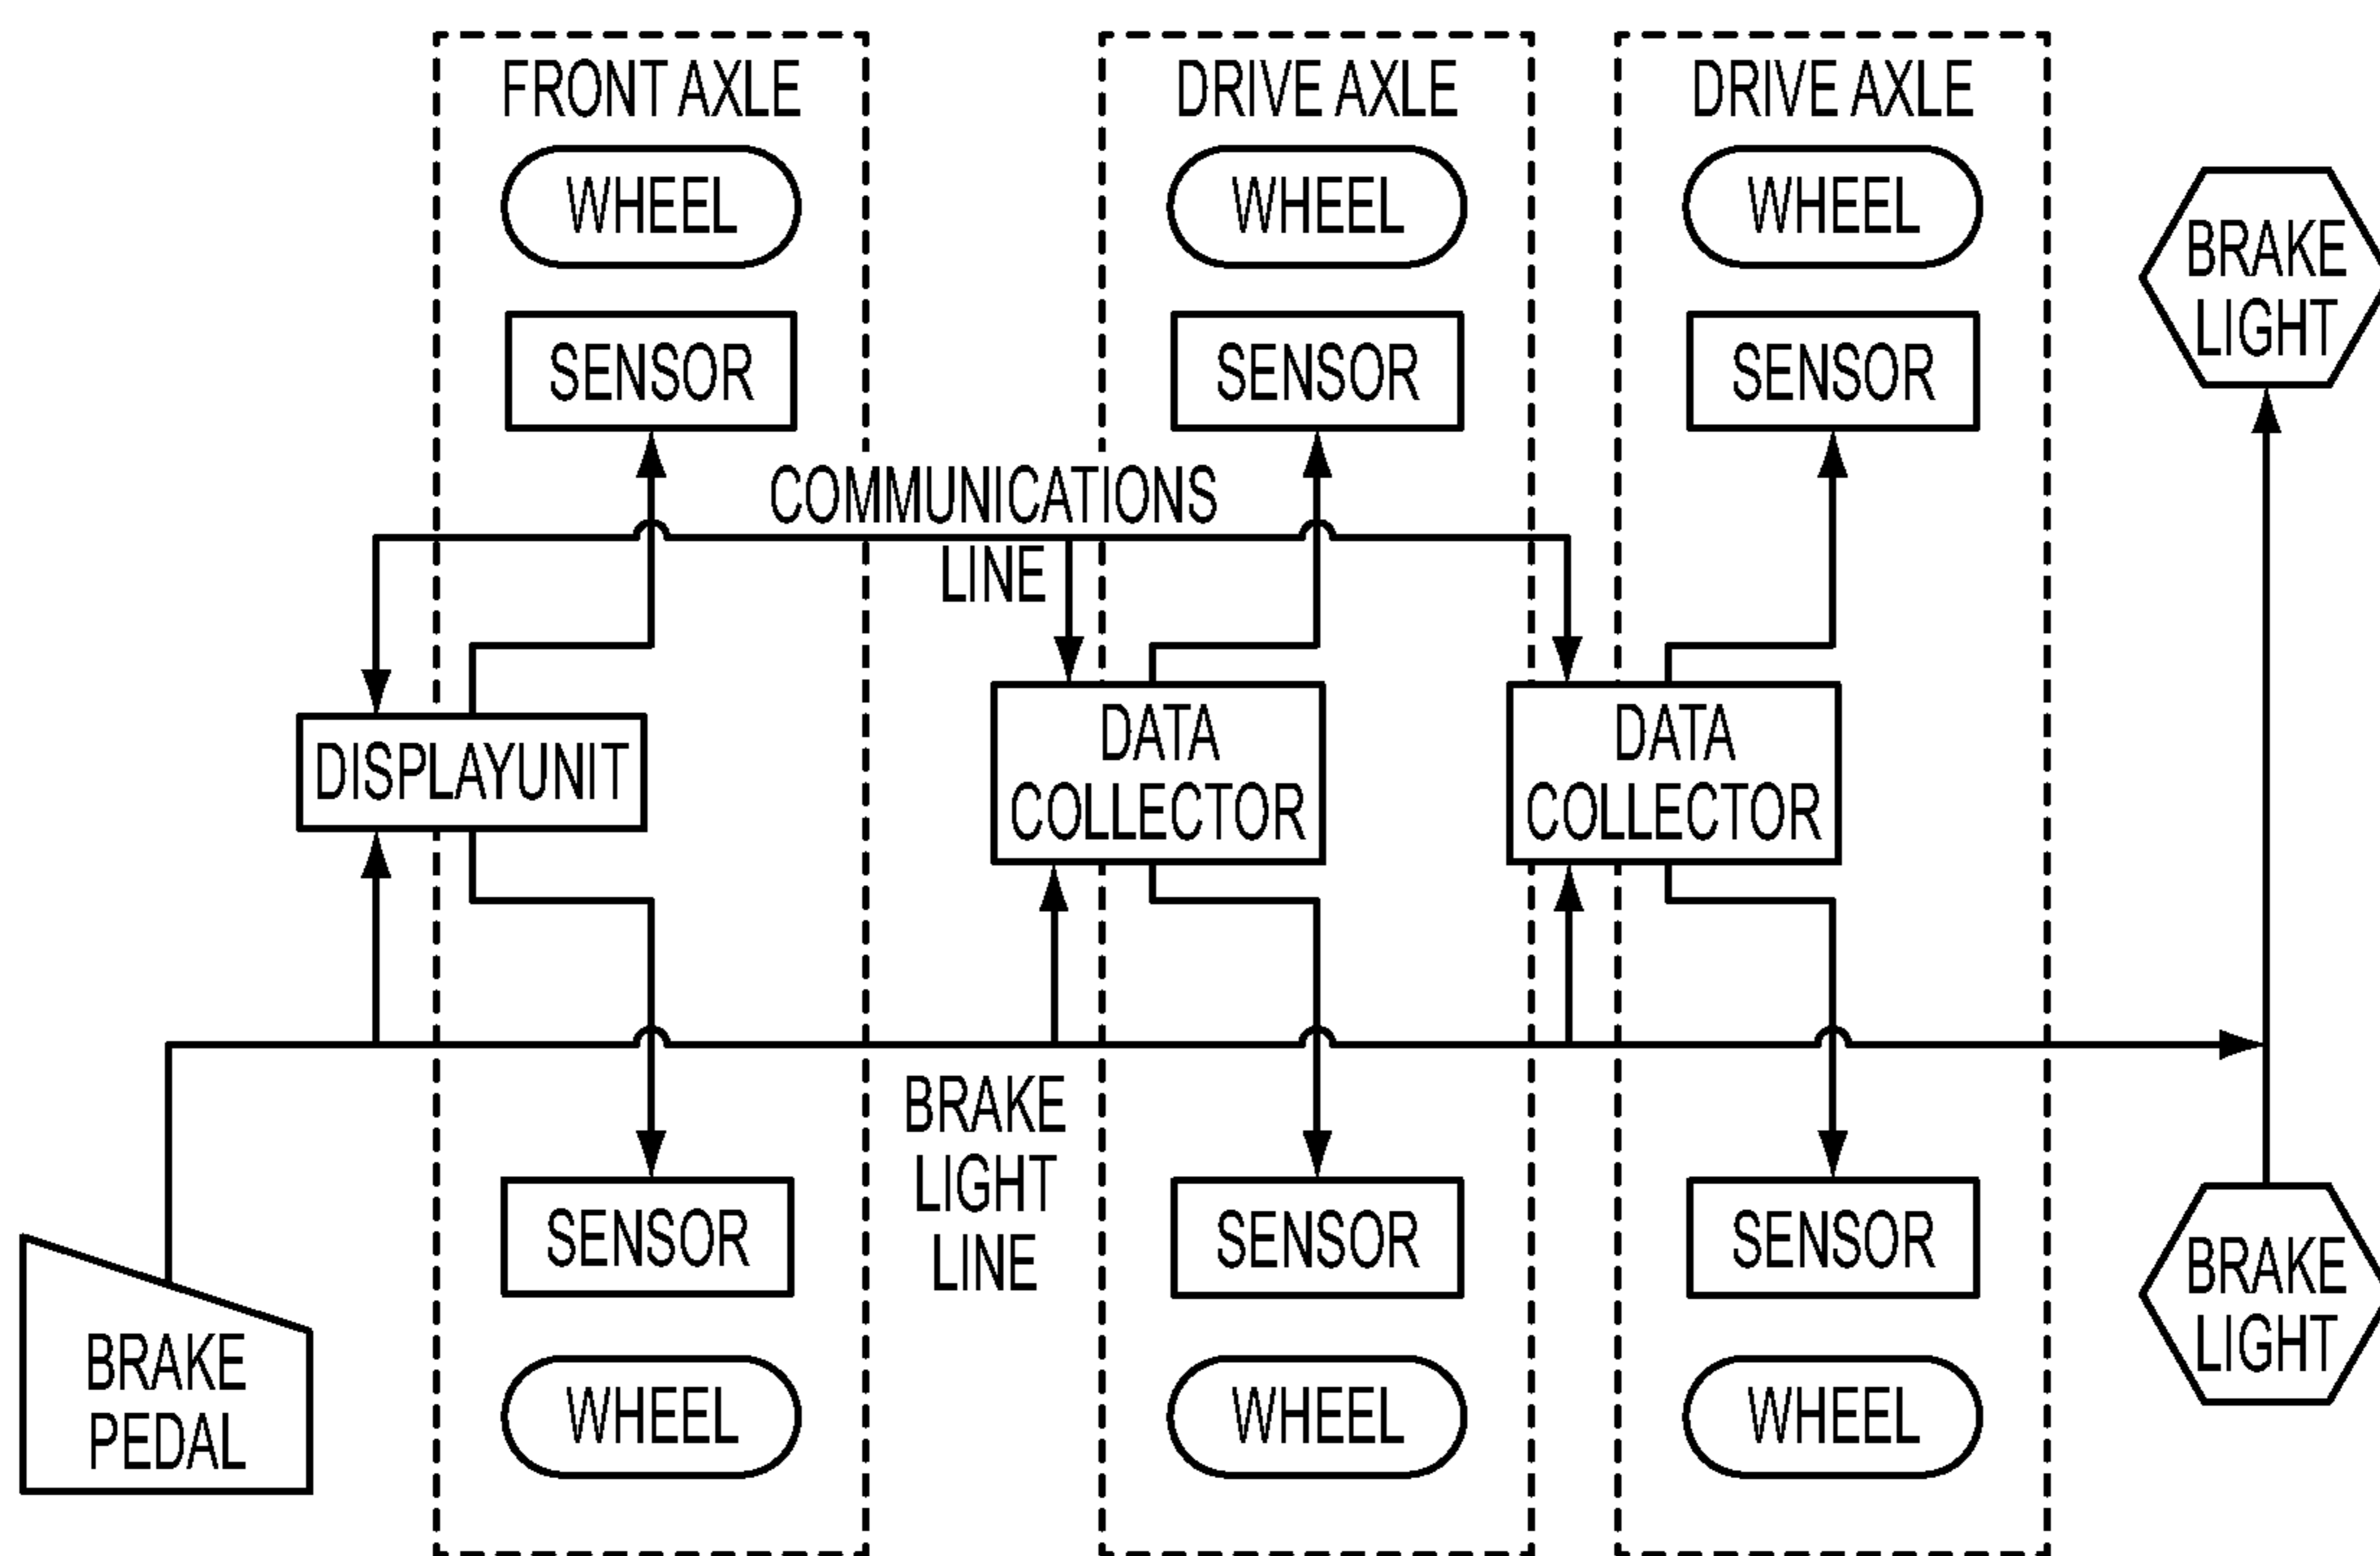 FRONT AXLE
DRIVE AXLE
DRIVE AXLE
WHEEL
WHEEL
WHEEL
BRAKE
LIGHT
SENSOR
SENSOR
SENSOR
COMMUNICATIONS
LINE
DISPLAYUNIT
DATA
COLLECTOR
DATA
COLLECTOR
BRAKE
LIGHT
LINE
SENSOR
SENSOR
SENSOR
BRAKE
LIGHT
BRAKE
PEDAL
WHEEL
WHEEL
WHEEL